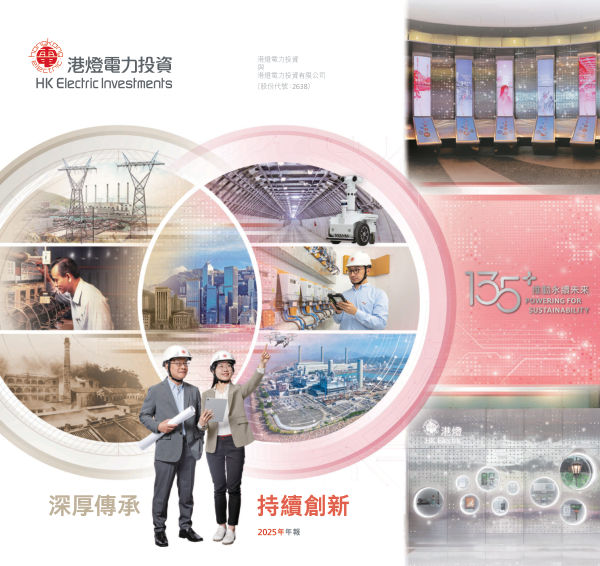 港燈電力投資
HK Electric Investments
港燈電力投資
與
港燈電力投資有限公司
(股份代號：2638)
135+
推動永續未來
POWERING FOR
SUSTAINABILITY
港燈
HK Electric
深厚傳承
持續創新
2025年年報